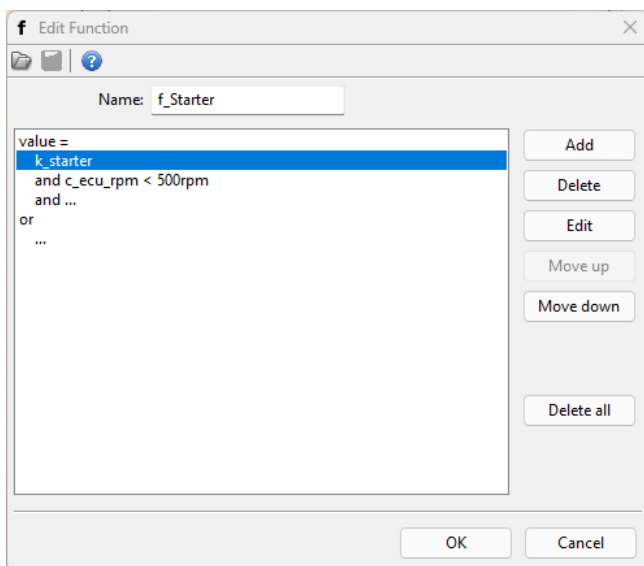 f Edit Function
Name: f_Starter
value =
k_starter
and c_ecu_rpm < 500rpm
and ...
or
...
Add
Delete
Edit
Move up
Move down
Delete all
OK
Cancel